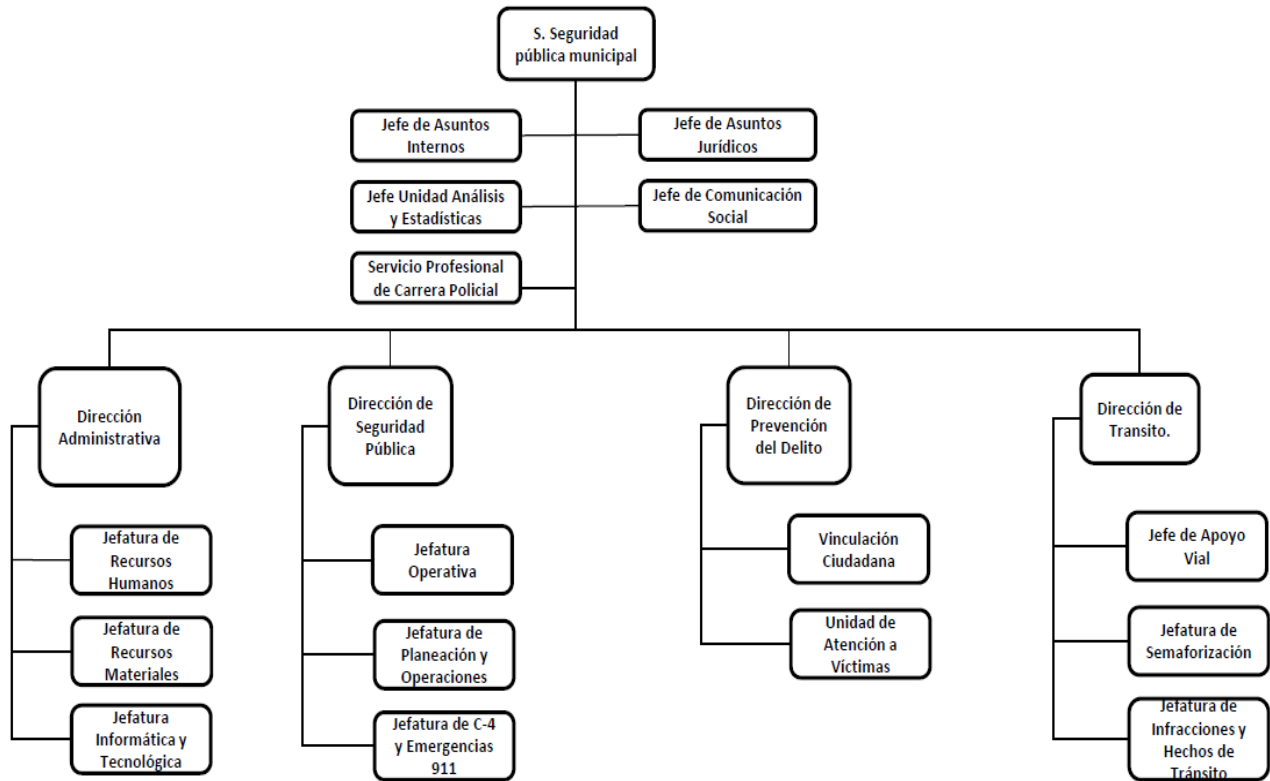 S. Seguridad
pública municipal
Jefe de Asuntos
Internos
Jefe de Asuntos
Jurídicos
Jefe Unidad Análisis
y Estadísticas
Jefe de Comunicación
Social
Servicio Profesional
de Carrera Policial
Dirección
Administrativa
Dirección de
Seguridad
Pública
Dirección de
Prevención
del Delito
Dirección de
Transito.
Jefatura de
Recursos
Humanos
Jefatura de
Recursos
Materiales
Jefatura
Informática y
Tecnológica
Jefatura
Operativa
Jefatura de
Planeación y
Operaciones
Jefatura de C-4
y Emergencias
911
Vinculación
Ciudadana
Unidad de
Atención a
Víctimas
Jefe de Apoyo
Vial
Jefatura de
Semaforización
Jefatura de
Infracciones y
Hechos de
Tránsito